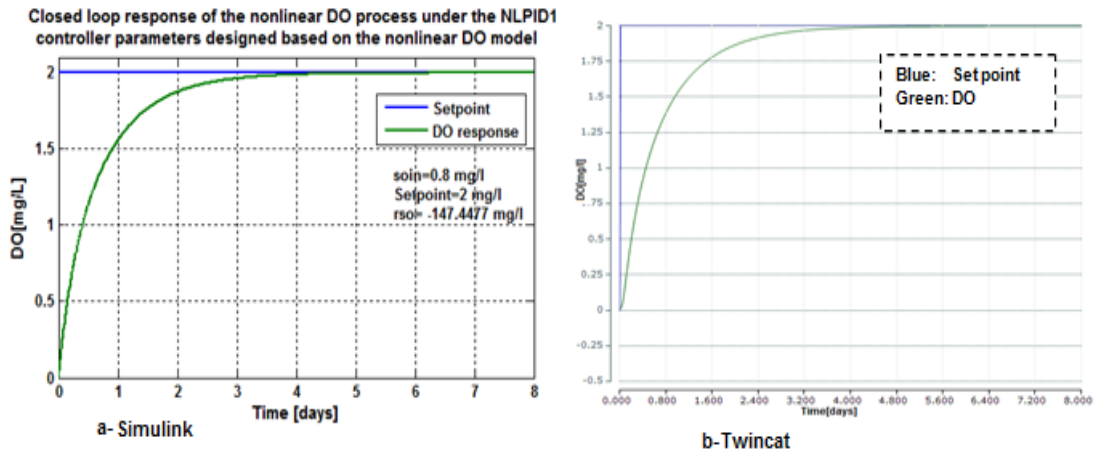 Closed loop response of the nonlinear DO process under the NLPID1
controller parameters designed based on the nonlinear DO model
2
1.5
1
0.5
0
DO[mg/L]
Setpoint
DO response
soin=0.8 mg/l
Setpoint=2 mg/l
rsol= -147.4477 mg/l
0 1 2 3 4 5 6 7 8
Time [days]
a- Simulink
2
1.75
1.5
1.25
1
0.75
0.5
0.25
0
-0.25
-0.5
DO[mg/l]
Blue: Setpoint
Green: DO
0.000 0.800 1.600 2.400 3.200 4.000 4.800 5.600 6.400 7.200 8.000
Time[days]
b-Twincat